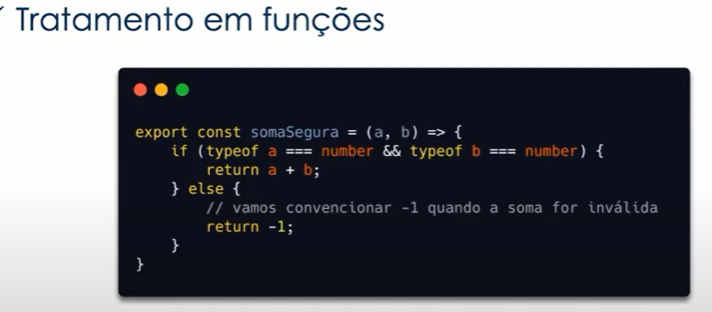 Tratamento em funções
export const somaSegura = (a, b) => {
    if (typeof a === number && typeof b === number) {
        return a + b;
    } else {
        // vamos convencionar -1 quando a soma for inválida
        return -1;
    }
}